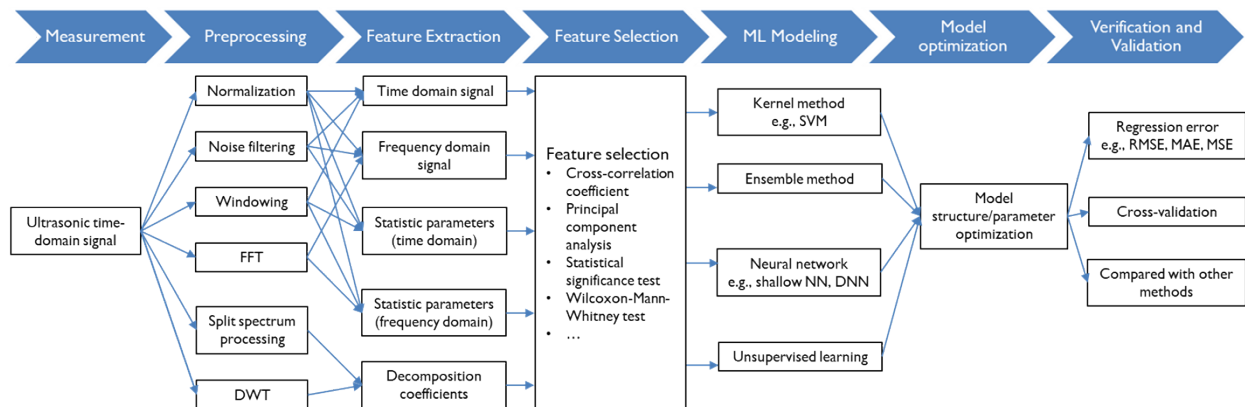 Measurement
Preprocessing
Feature Extraction
Feature Selection
ML Modeling
Model
optimization
Verification and
Validation
Ultrasonic time-
domain signal
Normalization
Noise filtering
Windowing
FFT
Split spectrum
processing
DWT
Time domain signal
Frequency domain
signal
Statistic parameters
(time domain)
Statistic parameters
(frequency domain)
Decomposition
coefficients
Feature selection
• Cross-correlation
coefficient
• Principal
component
analysis
• Statistical
significance test
• Wilcoxon-Mann-
Whitney test
• …
Kernel method
e.g., SVM
Ensemble method
Neural network
e.g., shallow NN, DNN
Unsupervised learning
Model
structure/parameter
optimization
Regression error
e.g., RMSE, MAE, MSE
Cross-validation
Compared with other
methods